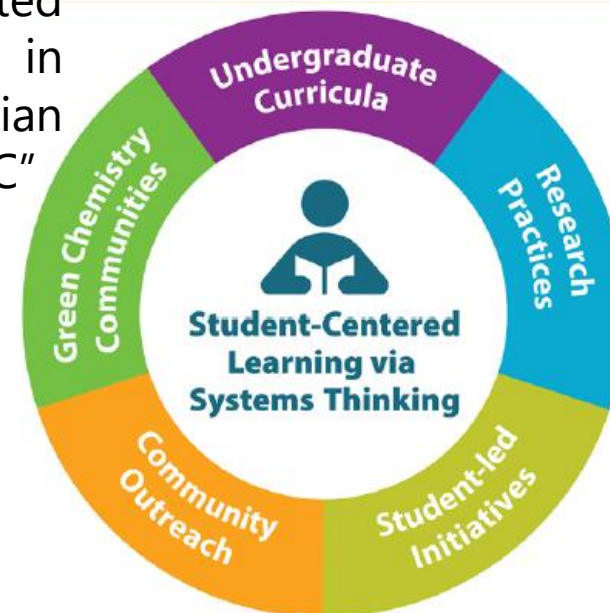 in
Undergraduate
Curricula
Research
Practices
Student-led
Initiatives
Community
Outreach
Green Chemistry
Communities
Student-Centered
Learning via
Systems Thinking